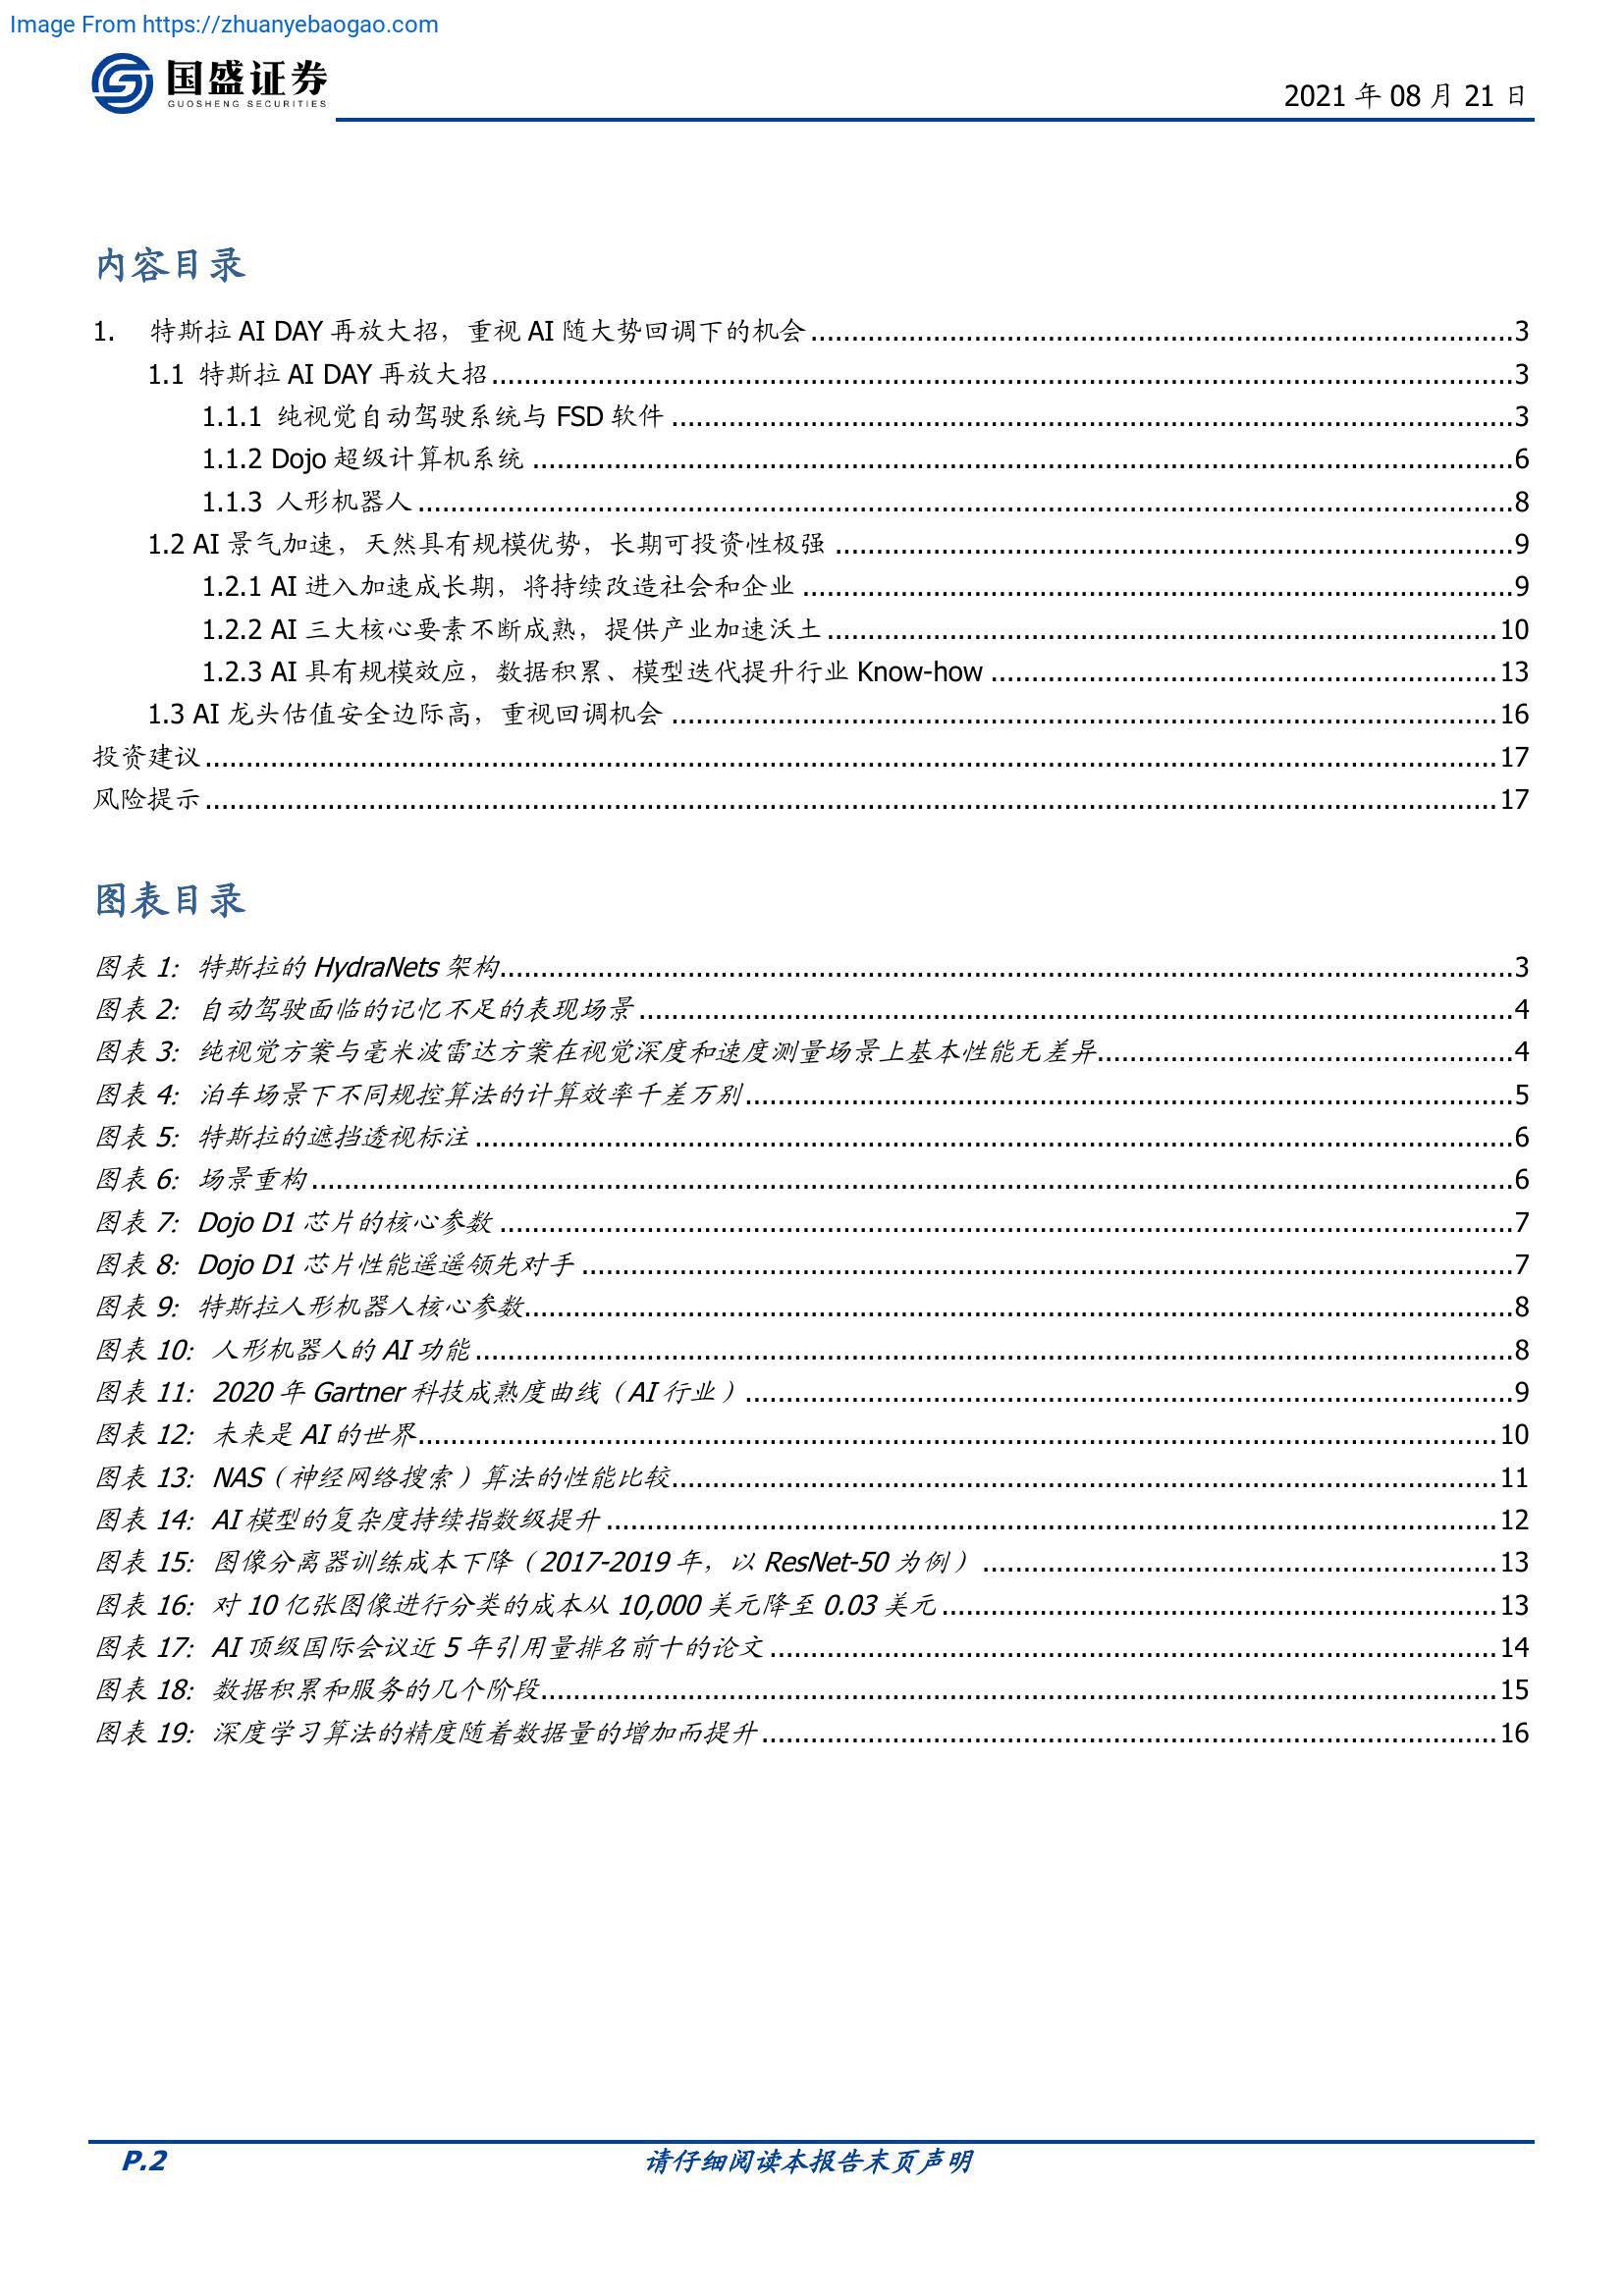 Image From https://zhuanyebaogao.com
国盛证券
GUOSHENG SECURITIES
2021 年 08 月 21 日
内容目录
1. 特斯拉 AI DAY 再放大招，重视 AI 随大势回调下的机会 3
1.1 特斯拉 AI DAY 再放大招 3
1.1.1 纯视觉自动驾驶系统与 FSD 软件 3
1.1.2 Dojo 超级计算机系统 6
1.1.3 人形机器人 8
1.2 AI 景气加速，天然具有规模优势，长期可投资性极强 9
1.2.1 AI 进入加速成长期，将持续改造社会和企业 9
1.2.2 AI 三大核心要素不断成熟，提供产业加速沃土 10
1.2.3 AI 具有规模效应，数据积累、模型迭代提升行业 Know-how 13
1.3 AI 龙头估值安全边际高，重视回调机会 16
投资建议 17
风险提示 17
图表目录
图表 1: 特斯拉的 HydraNets 架构 3
图表 2: 自动驾驶面临的记忆不足的表现场景 4
图表 3: 纯视觉方案与毫米波雷达方案在视觉深度和速度测量场景上基本性能无差异 4
图表 4: 泊车场景下不同规控算法的计算效率千差万别 5
图表 5: 特斯拉的遮挡透视标注 6
图表 6: 场景重构 6
图表 7: Dojo D1 芯片的核心参数 7
图表 8: Dojo D1 芯片性能遥遥领先对手 7
图表 9: 特斯拉人形机器人核心参数 8
图表 10: 人形机器人的 AI 功能 8
图表 11: 2020 年 Gartner 科技成熟度曲线（AI 行业） 9
图表 12: 未来是 AI 的世界 10
图表 13: NAS（神经网络搜索）算法的性能比较 11
图表 14: AI 模型的复杂度持续指数级提升 12
图表 15: 图像分离器训练成本下降（2017-2019 年，以 ResNet-50 为例） 13
图表 16: 对 10 亿张图像进行分类的成本从 10,000 美元降至 0.03 美元 13
图表 17: AI 顶级国际会议近 5 年引用量排名前十的论文 14
图表 18: 数据积累和服务的几个阶段 15
图表 19: 深度学习算法的精度随着数据量的增加而提升 16
P.2 请仔细阅读本报告末页声明